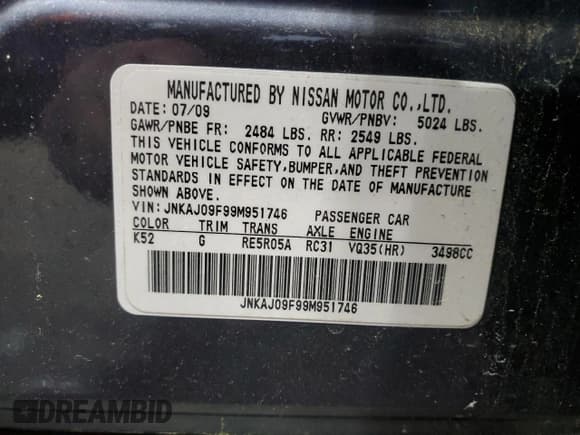 MANUFACTURED BY NISSAN MOTOR CO.,LTD.
DATE: 07/09 GVWR/PNBV: 5024 LBS.
GAWR/PNBE FR: 2484 LBS. RR: 2549 LBS.
THIS VEHICLE CONFORMS TO ALL APPLICABLE FEDERAL
MOTOR VEHICLE SAFETY,BUMPER,AND THEFT PREVENTION
STANDARDS IN EFFECT ON THE DATE OF MANUFACTURE
SHOWN ABOVE.
VIN:JNKAJ09F99M951746 PASSENGER CAR
COLOR TRIM TRANS AXLE ENGINE
K52 G RE5R05A RC31 VQ35(HR) 3498CC
JNKAJ09F99M951746
DREAMBID